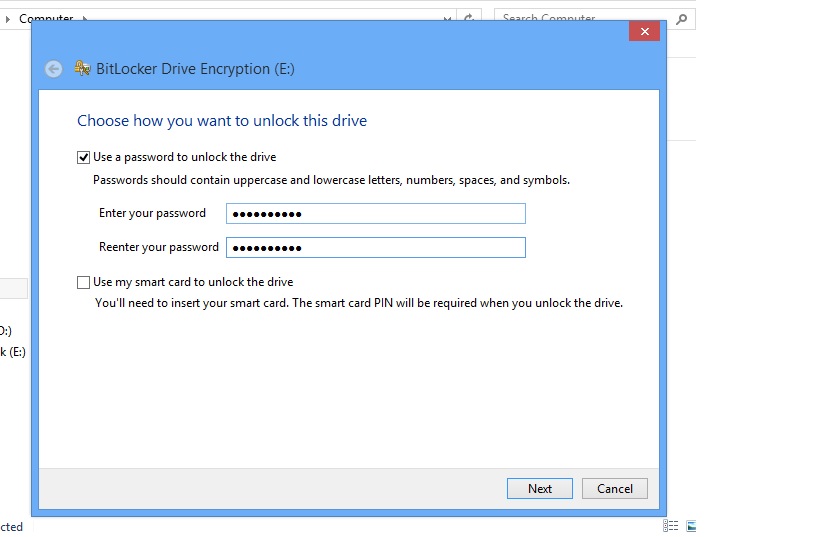 Computer
Search Computer
BitLocker Drive Encryption (E:)
Choose how you want to unlock this drive
Use a password to unlock the drive
Passwords should contain uppercase and lowercase letters, numbers, spaces, and symbols.
Enter your password ●●●●●●●●●●
Reenter your password ●●●●●●●●●●
Use my smart card to unlock the drive
You'll need to insert your smart card. The smart card PIN will be required when you unlock the drive.
D:)
k (E:)
Next Cancel
cted